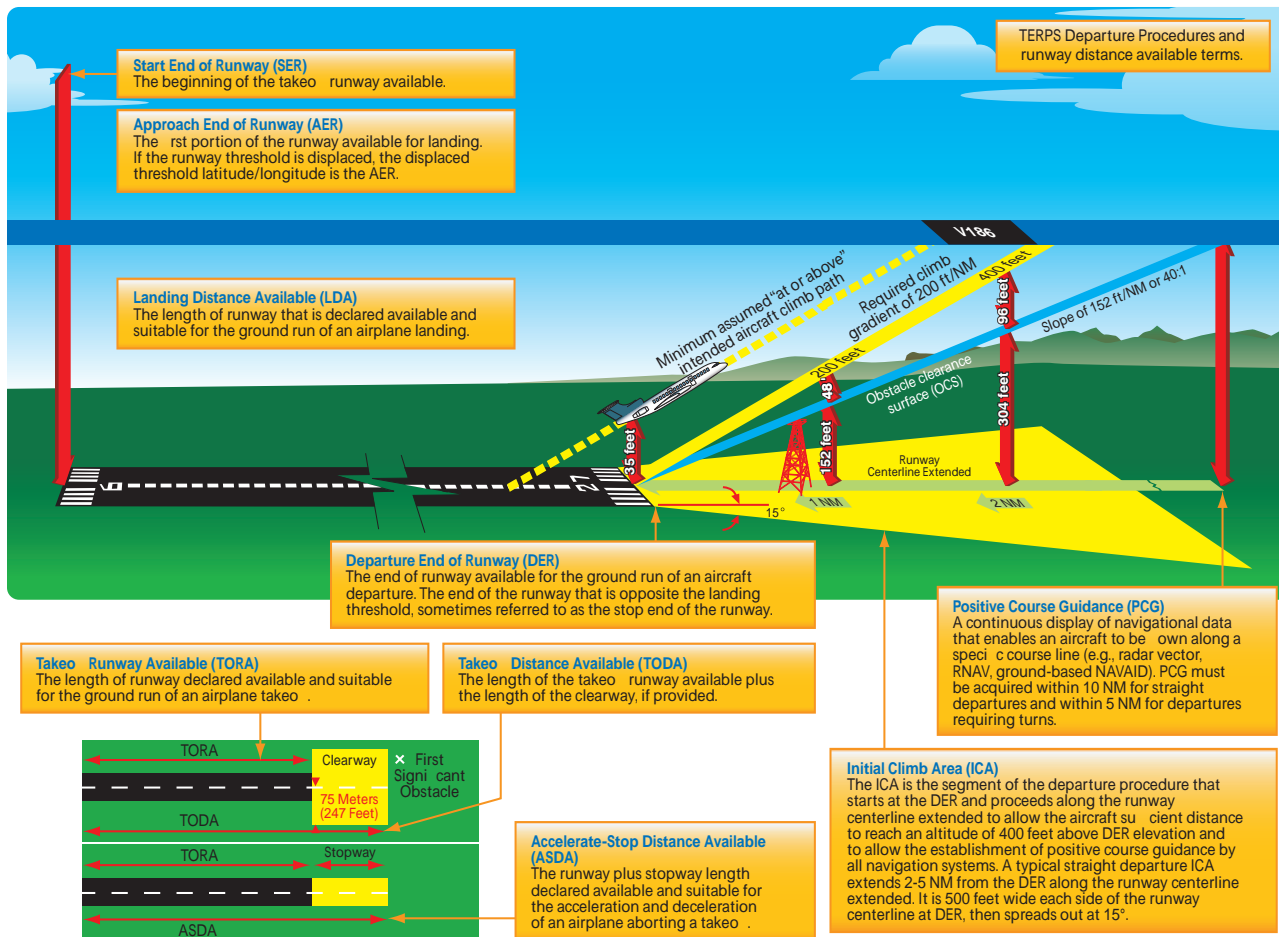 TERPS Departure Procedures and
runway distance available terms.
Start End of Runway (SER)
The beginning of the takeo runway available.
Approach End of Runway (AER)
The rst portion of the runway available for landing.
If the runway threshold is displaced, the displaced
threshold latitude/longitude is the AER.
V186
Landing Distance Available (LDA)
The length of runway that is declared available and
suitable for the ground run of an airplane landing.
Minimum assumed “at or above”
intended aircraft climb path
Required climb
gradient of 200 ft/NM
400 feet
96 feet
Slope of 152 ft/NM or 40:1
200 feet
48'
Obstacle clearance
surface (OCS)
304 feet
35 feet
152 feet
Runway
Centerline Extended
9
27
15°
1 NM
2 NM
Departure End of Runway (DER)
The end of runway available for the ground run of an aircraft
departure. The end of the runway that is opposite the landing
threshold, sometimes referred to as the stop end of the runway.
Positive Course Guidance (PCG)
A continuous display of navigational data
that enables an aircraft to be own along a
speci c course line (e.g., radar vector,
RNAV, ground-based NAVAID). PCG must
be acquired within 10 NM for straight
departures and within 5 NM for departures
requiring turns.
Takeo Runway Available (TORA)
The length of runway declared available and suitable
for the ground run of an airplane takeo .
Takeo Distance Available (TODA)
The length of the takeo runway available plus
the length of the clearway, if provided.
TORA
Clearway
× First
Signi cant
Obstacle
75 Meters
(247 Feet)
TODA
TORA
Stopway
ASDA
Accelerate-Stop Distance Available
(ASDA)
The runway plus stopway length
declared available and suitable for
the acceleration and deceleration
of an airplane aborting a takeo .
Initial Climb Area (ICA)
The ICA is the segment of the departure procedure that
starts at the DER and proceeds along the runway
centerline extended to allow the aircraft su cient distance
to reach an altitude of 400 feet above DER elevation and
to allow the establishment of positive course guidance by
all navigation systems. A typical straight departure ICA
extends 2-5 NM from the DER along the runway centerline
extended. It is 500 feet wide each side of the runway
centerline at DER, then spreads out at 15°.